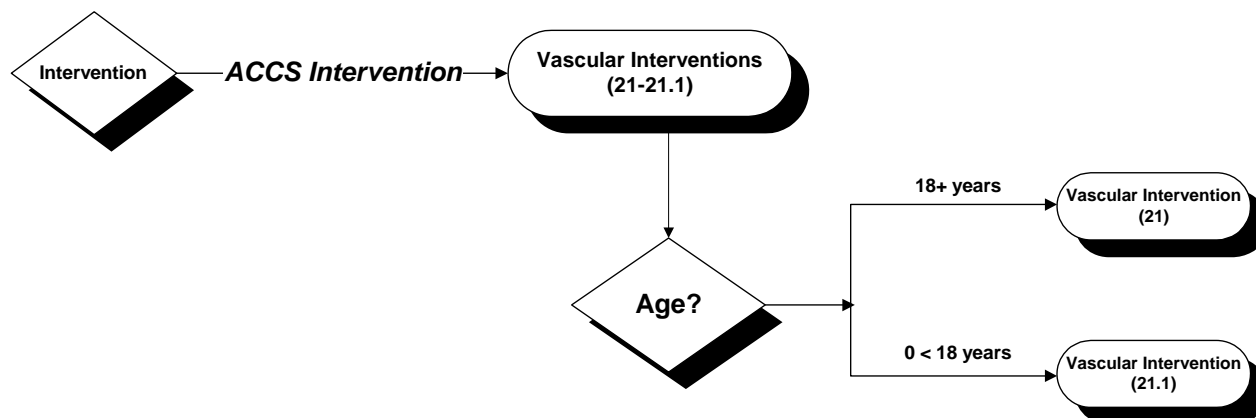 Intervention
ACCS Intervention
Vascular Interventions
(21-21.1)
Age?
18+ years
Vascular Intervention
(21)
0 < 18 years
Vascular Intervention
(21.1)